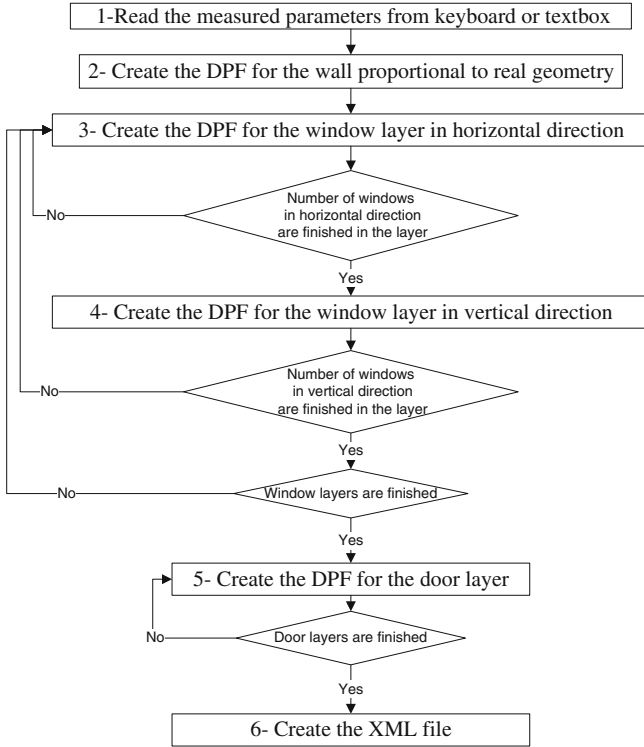 1-Read the measured parameters from keyboard or textbox
2- Create the DPF for the wall proportional to real geometry
3- Create the DPF for the window layer in horizontal direction
Number of windows
in horizontal direction
are finished in the layer
No
Yes
4- Create the DPF for the window layer in vertical direction
Number of windows
in vertical direction
are finished in the layer
No
Yes
Window layers are finished
No
Yes
5- Create the DPF for the door layer
Door layers are finished
No
Yes
6- Create the XML file